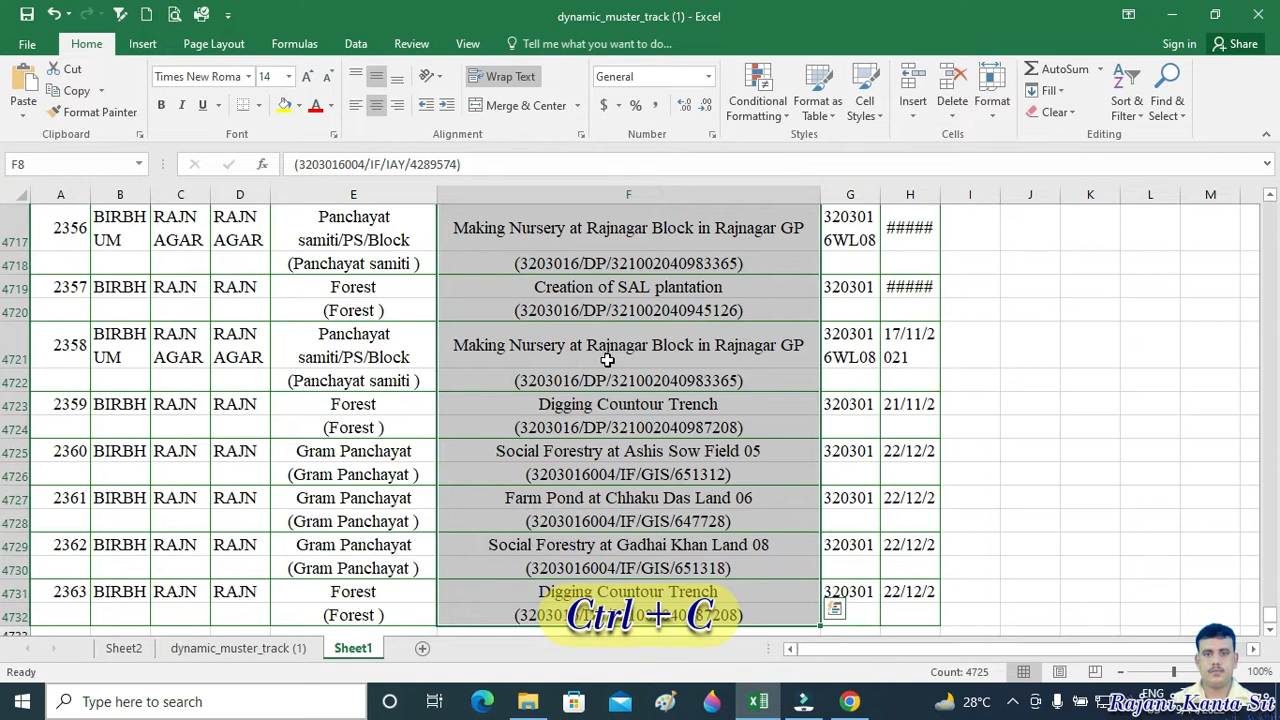 dynamic_muster_track (1) - Excel
File Home Insert Page Layout Formulas Data Review View Tell me what you want to do... Sign in Share
Cut
Copy
Format Painter
Paste
Times New Roma 14
B I U
Wrap Text
Merge & Center
General
$ % ,
Conditional Formatting
Format as Table
Cell Styles
Insert
Delete
Format
AutoSum
Fill
Clear
Sort & Filter
Find & Select
Clipboard Font Alignment Number Styles Cells Editing
F8 fx (3203016004/IF/IAY/4289574)
A B C D E F G H I J K L M
4717 2356 BIRBH UM RAJN AGAR RAJN AGAR Panchayat samiti/PS/Block Making Nursery at Rajnagar Block in Rajnagar GP 320301 6WL08 #####
4718 (Panchayat samiti ) (3203016/DP/321002040983365)
4719 2357 BIRBH RAJN RAJN Forest Creation of SAL plantation 320301 #####
4720 (Forest ) (3203016/DP/321002040945126)
4721 2358 BIRBH UM RAJN AGAR RAJN AGAR Panchayat samiti/PS/Block Making Nursery at Rajnagar Block in Rajnagar GP 320301 6WL08 17/11/2 021
4722 (Panchayat samiti ) (3203016/DP/321002040983365)
4723 2359 BIRBH RAJN RAJN Forest Digging Countour Trench 320301 21/11/2
4724 (Forest ) (3203016/DP/321002040987208)
4725 2360 BIRBH RAJN RAJN Gram Panchayat Social Forestry at Ashis Sow Field 05 320301 22/12/2
4726 (Gram Panchayat ) (3203016004/IF/GIS/651312)
4727 2361 BIRBH RAJN RAJN Gram Panchayat Farm Pond at Chhaku Das Land 06 320301 22/12/2
4728 (Gram Panchayat ) (3203016004/IF/GIS/647728)
4729 2362 BIRBH RAJN RAJN Gram Panchayat Social Forestry at Gadhai Khan Land 08 320301 22/12/2
4730 (Gram Panchayat ) (3203016004/IF/GIS/651318)
4731 2363 BIRBH RAJN RAJN Forest Digging Countour Trench 320301 22/12/2
4732 (Forest )
Ctrl + C
Sheet2 dynamic_muster_track (1) Sheet1
Ready Count: 4725 100%
Type here to search 28°C ENG
Rajani Kanta Sit